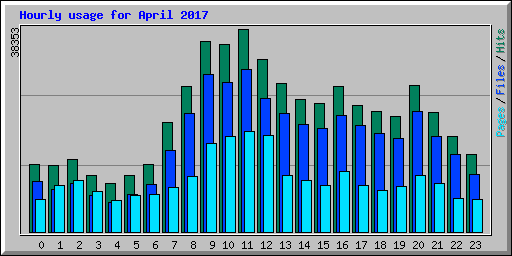 Hourly usage for April 2017
38353
Pages/Files/Hits
0 1 2 3 4 5 6 7 8 9 10 11 12 13 14 15 16 17 18 19 20 21 22 23